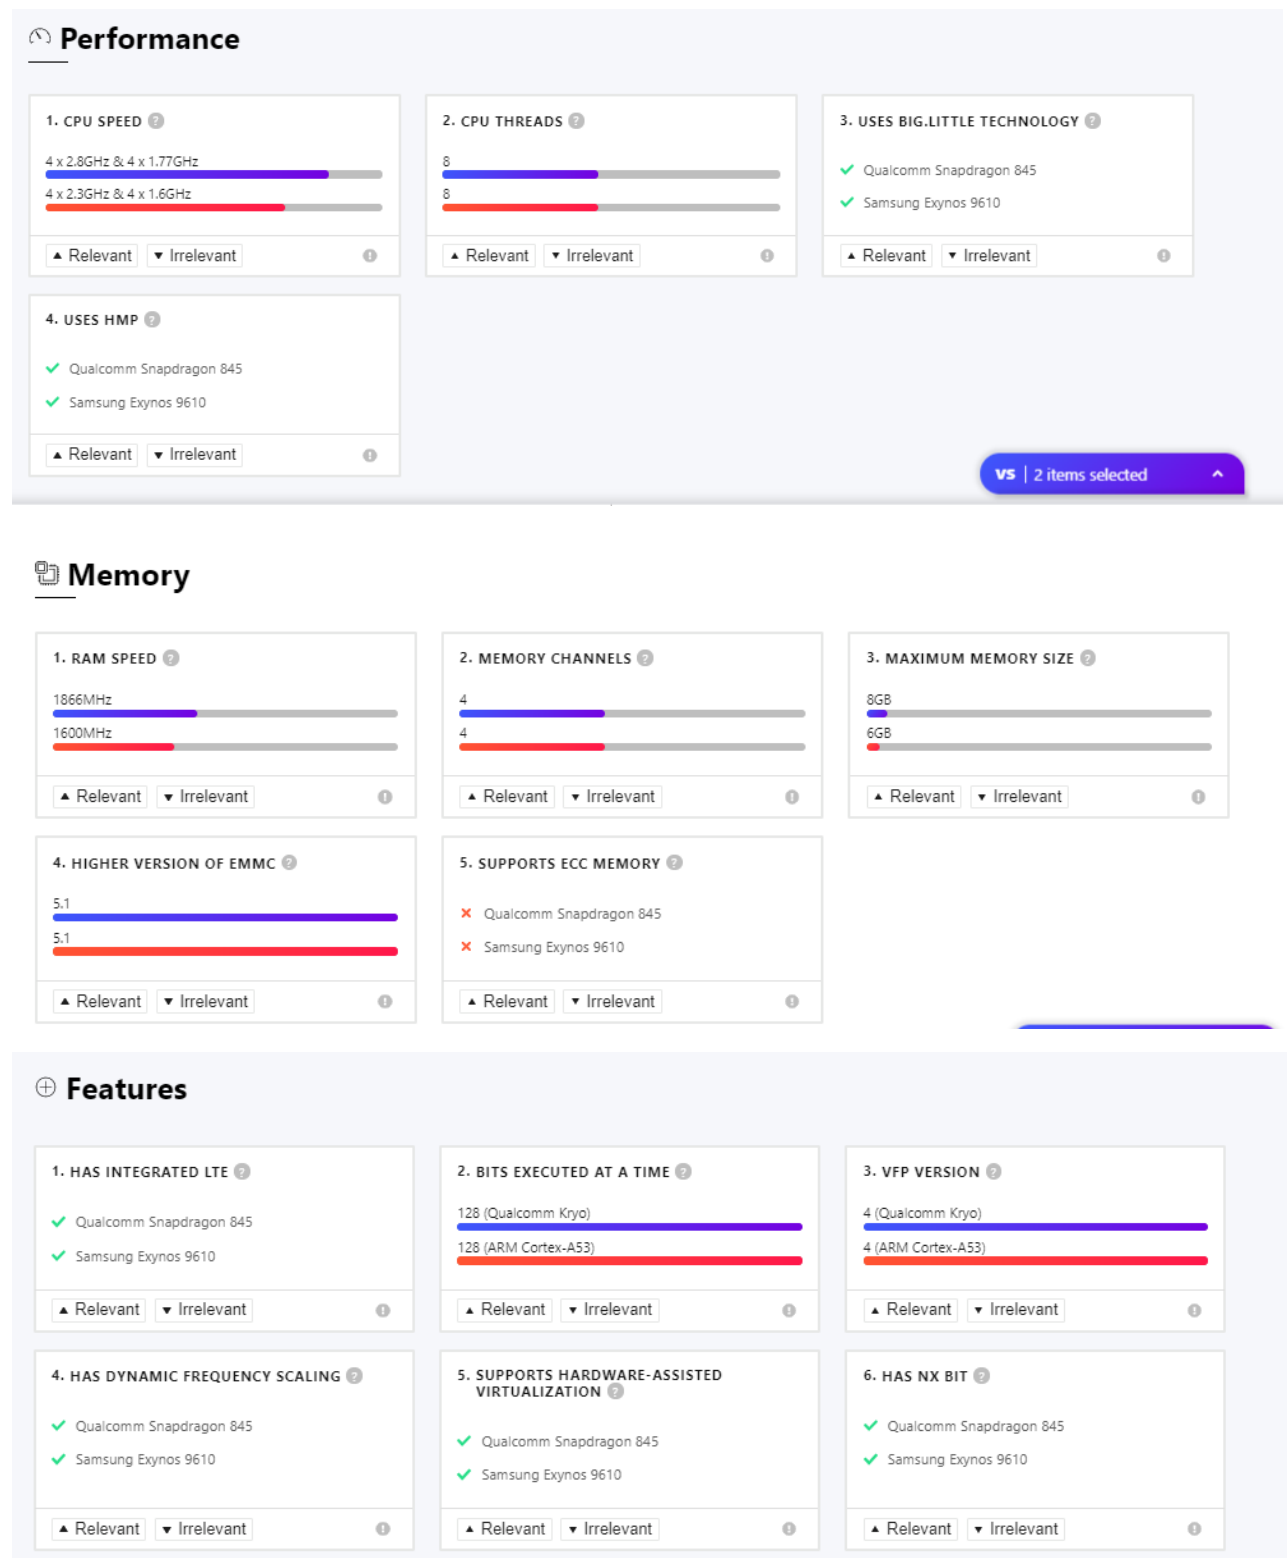 Performance
1. CPU SPEED ?
4 x 2.8GHz & 4 x 1.77GHz
4 x 2.3GHz & 4 x 1.6GHz
▲ Relevant ▼ Irrelevant !
2. CPU THREADS ?
8
8
▲ Relevant ▼ Irrelevant !
3. USES BIG.LITTLE TECHNOLOGY ?
Qualcomm Snapdragon 845
Samsung Exynos 9610
▲ Relevant ▼ Irrelevant !
4. USES HMP ?
Qualcomm Snapdragon 845
Samsung Exynos 9610
▲ Relevant ▼ Irrelevant !
VS | 2 items selected
Memory
1. RAM SPEED ?
1866MHz
1600MHz
▲ Relevant ▼ Irrelevant !
2. MEMORY CHANNELS ?
4
4
▲ Relevant ▼ Irrelevant !
3. MAXIMUM MEMORY SIZE ?
8GB
6GB
▲ Relevant ▼ Irrelevant !
4. HIGHER VERSION OF EMMC ?
5.1
5.1
▲ Relevant ▼ Irrelevant !
5. SUPPORTS ECC MEMORY ?
Qualcomm Snapdragon 845
Samsung Exynos 9610
▲ Relevant ▼ Irrelevant !
Features
1. HAS INTEGRATED LTE ?
Qualcomm Snapdragon 845
Samsung Exynos 9610
▲ Relevant ▼ Irrelevant !
2. BITS EXECUTED AT A TIME ?
128 (Qualcomm Kryo)
128 (ARM Cortex-A53)
▲ Relevant ▼ Irrelevant !
3. VFP VERSION ?
4 (Qualcomm Kryo)
4 (ARM Cortex-A53)
▲ Relevant ▼ Irrelevant !
4. HAS DYNAMIC FREQUENCY SCALING ?
Qualcomm Snapdragon 845
Samsung Exynos 9610
▲ Relevant ▼ Irrelevant !
5. SUPPORTS HARDWARE-ASSISTED
VIRTUALIZATION ?
Qualcomm Snapdragon 845
Samsung Exynos 9610
▲ Relevant ▼ Irrelevant !
6. HAS NX BIT ?
Qualcomm Snapdragon 845
Samsung Exynos 9610
▲ Relevant ▼ Irrelevant !